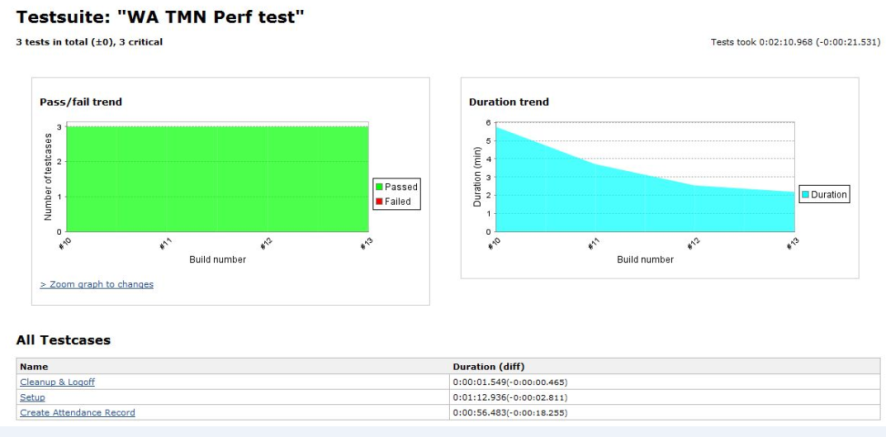 Testsuite: "WA TMN Perf test"
3 tests in total (±0), 3 critical
Tests took 0:02:10.968 (-0:00:21.531)
Pass/fail trend
Number of testcases
3
2
1
0
#10
#11
#12
#13
Build number
Passed
Failed
> Zoom graph to changes
Duration trend
Duration (min)
6
5
4
3
2
1
0
#10
#11
#12
#13
Build number
Duration
All Testcases
Name Duration (diff)
Cleanup & Logoff 0:00:01.549(-0:00:00.465)
Setup 0:01:12.936(-0:00:02.811)
Create Attendance Record 0:00:56.483(-0:00:18.255)